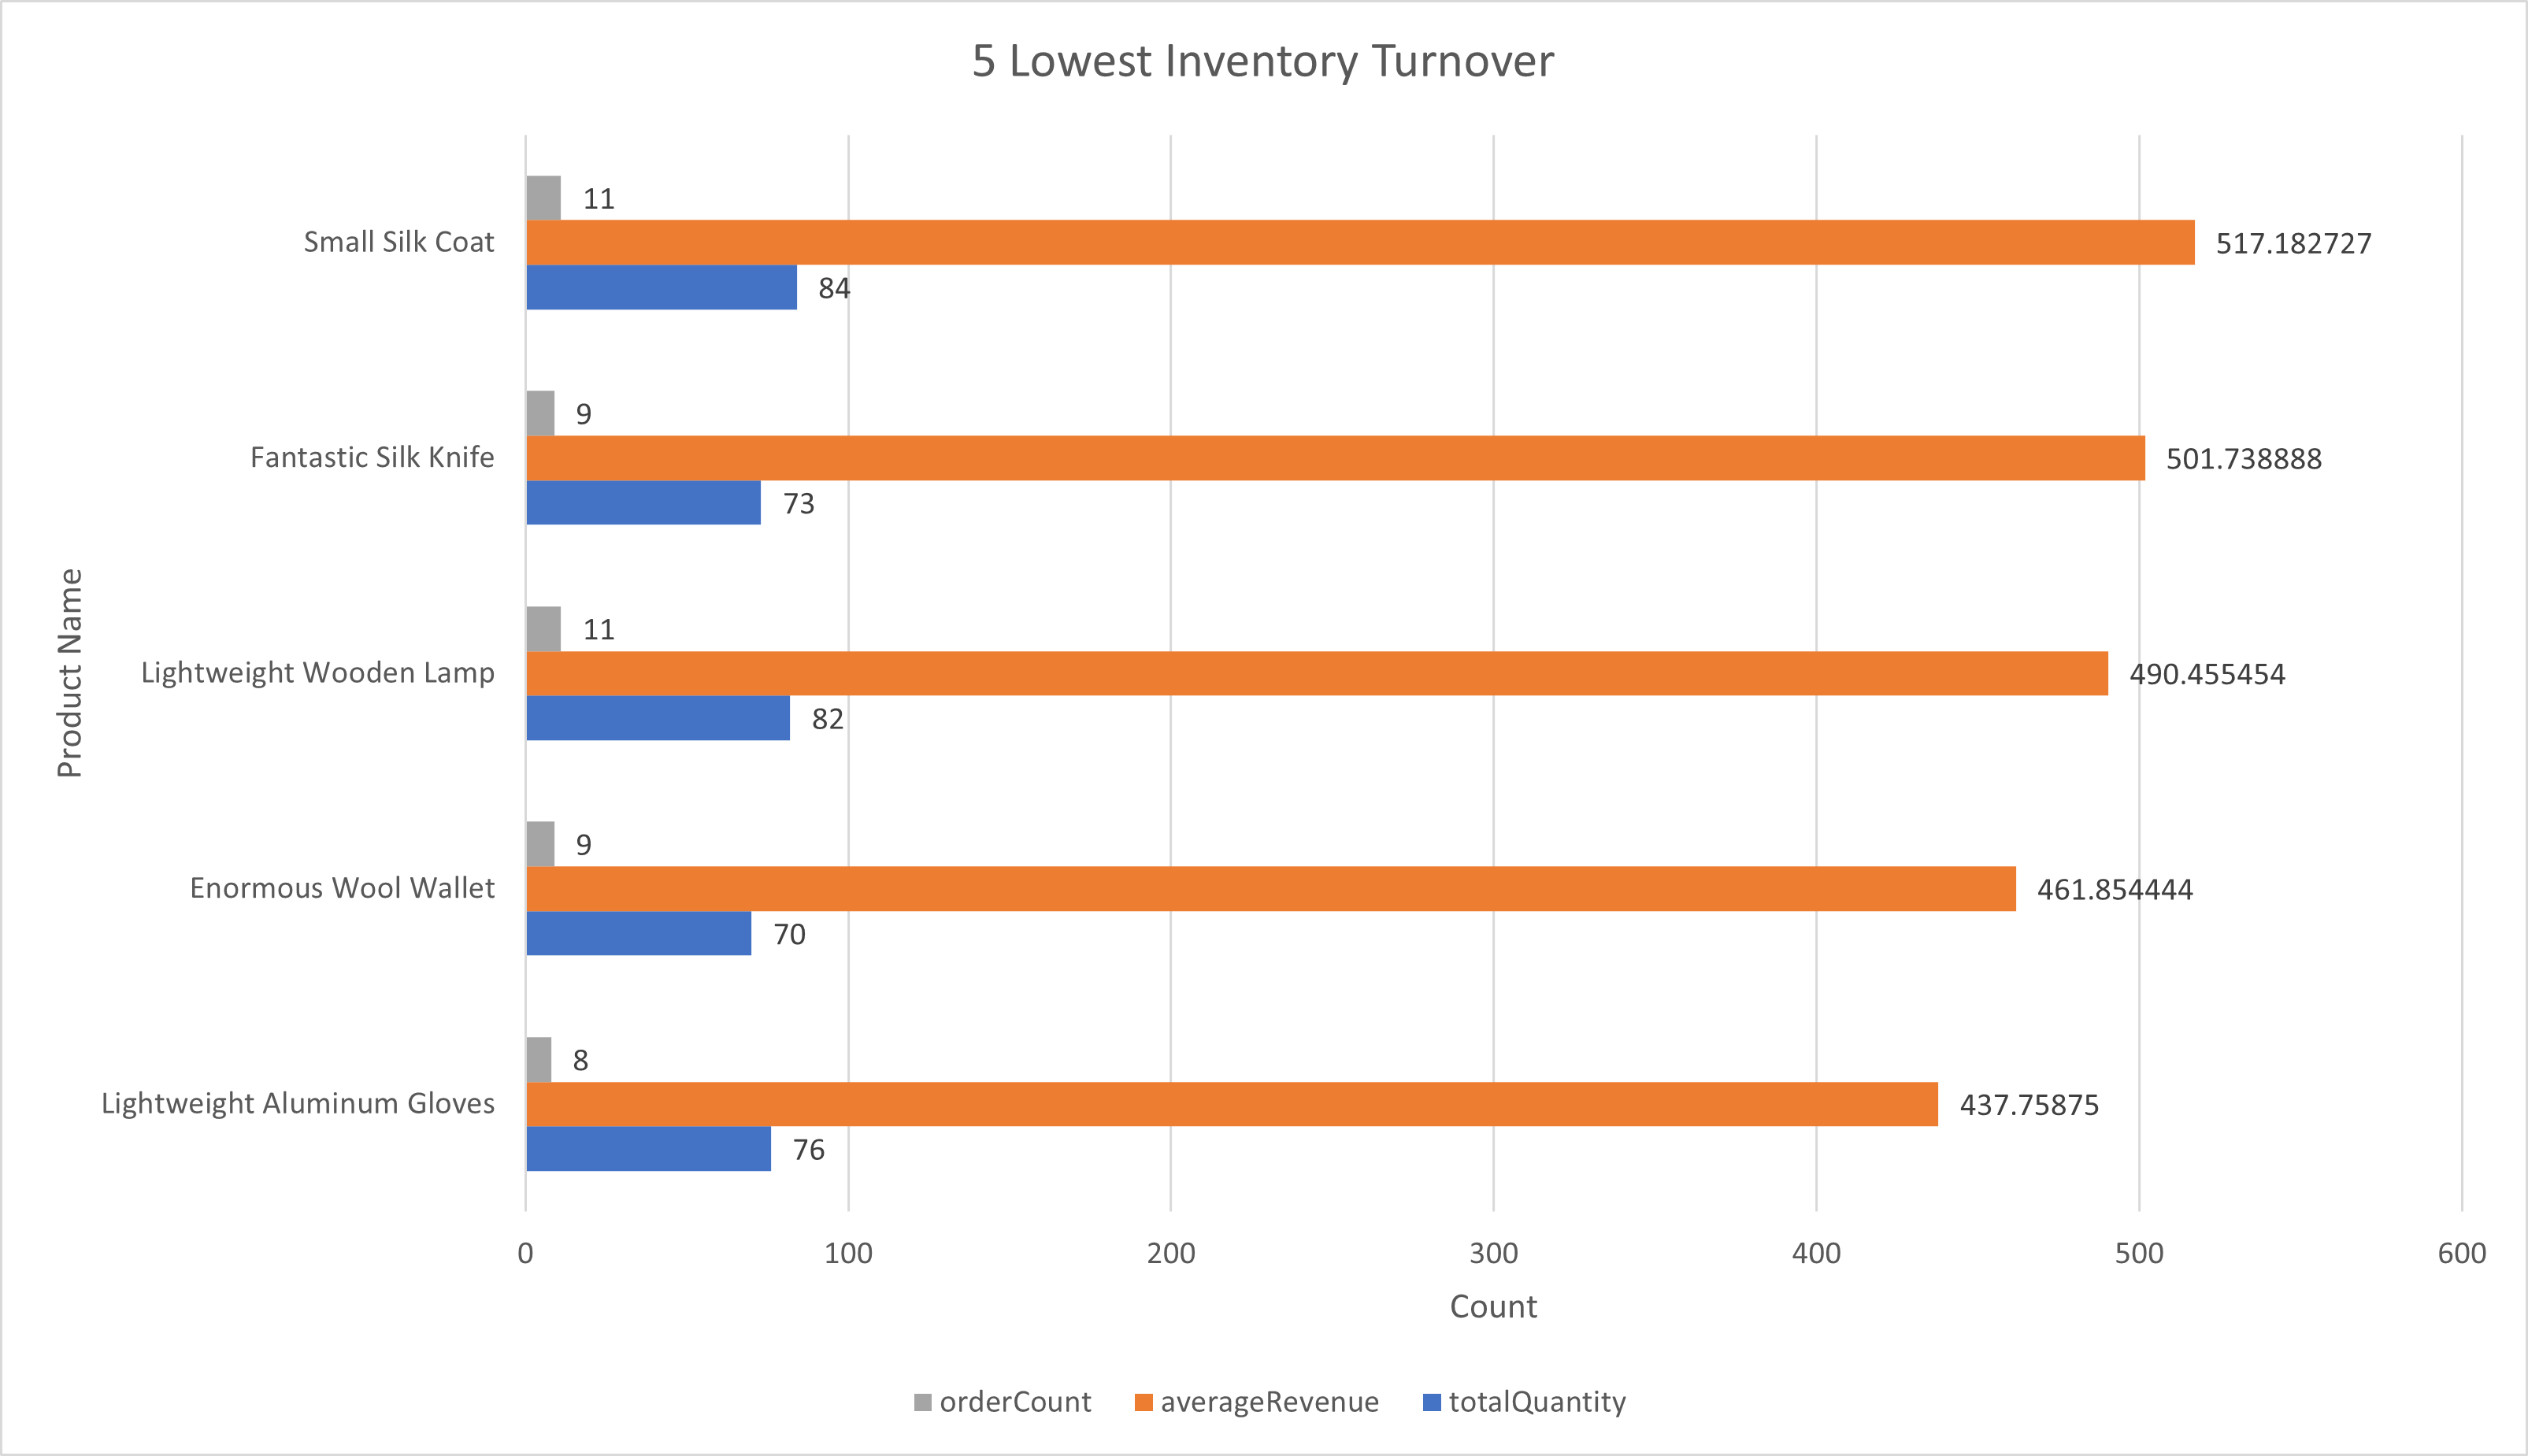 5 Lowest Inventory Turnover
11
Small Silk Coat
517.182727
84
9
Fantastic Silk Knife
501.738888
73
11
Lightweight Wooden Lamp
490.455454
82
9
Enormous Wool Wallet
461.854444
70
8
Lightweight Aluminum Gloves
437.75875
76
Product Name
0 100 200 300 400 500 600
Count
orderCount averageRevenue totalQuantity